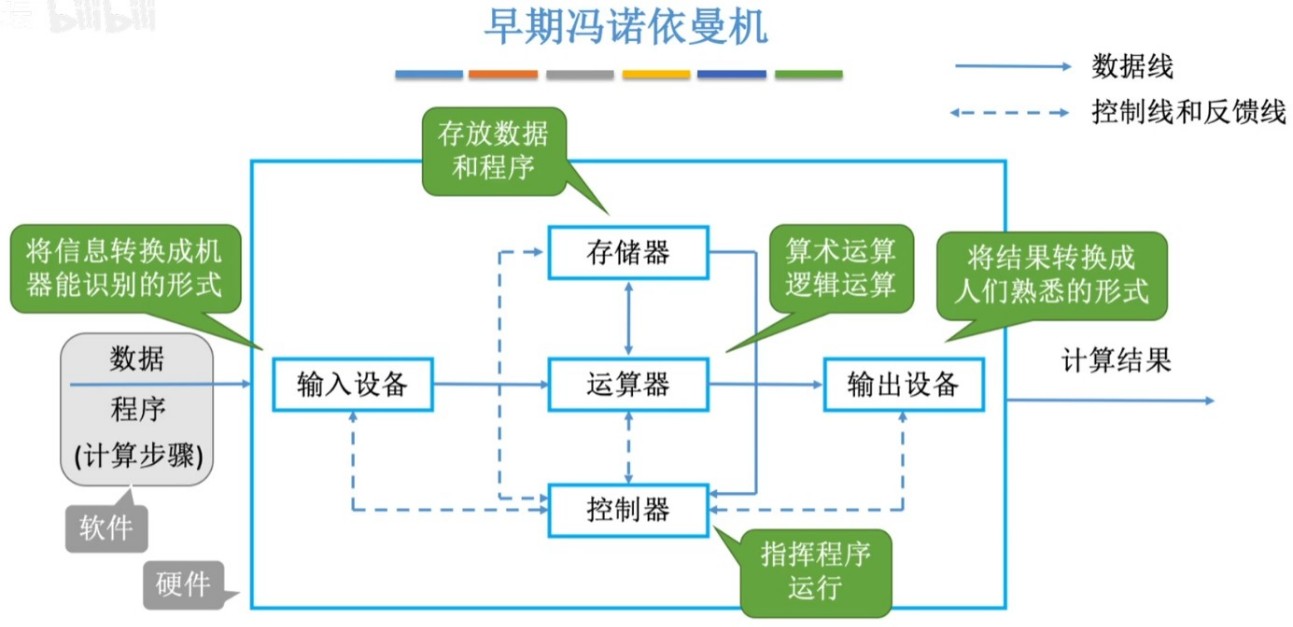 bilibili
早期冯诺依曼机
数据线
控制线和反馈线
存放数据
和程序
将信息转换成机
器能识别的形式
存储器
算术运算
逻辑运算
将结果转换成
人们熟悉的形式
数据
程序
(计算步骤)
输入设备
运算器
输出设备
计算结果
控制器
软件
硬件
指挥程序
运行